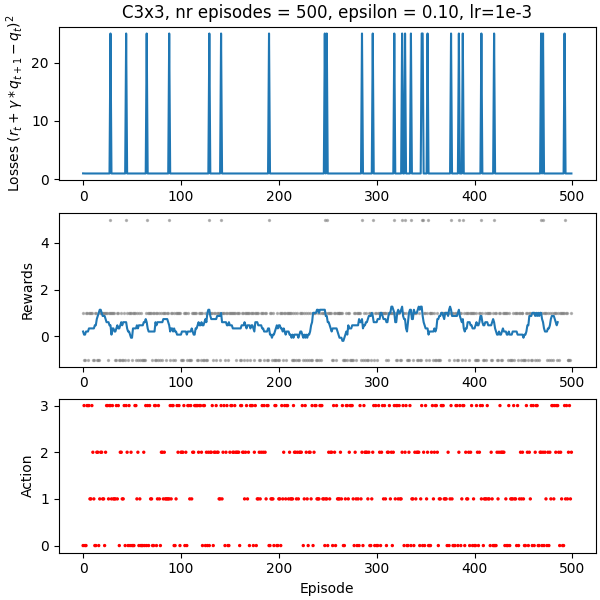 C3x3, nr episodes = 500, epsilon = 0.10, lr=1e-3
Losses $(r_t + \gamma * q_{t+1} - q_t)^2$
20
10
0
0 100 200 300 400 500
Rewards
4
2
0
0 100 200 300 400 500
Action
3
2
1
0
0 100 200 300 400 500
Episode